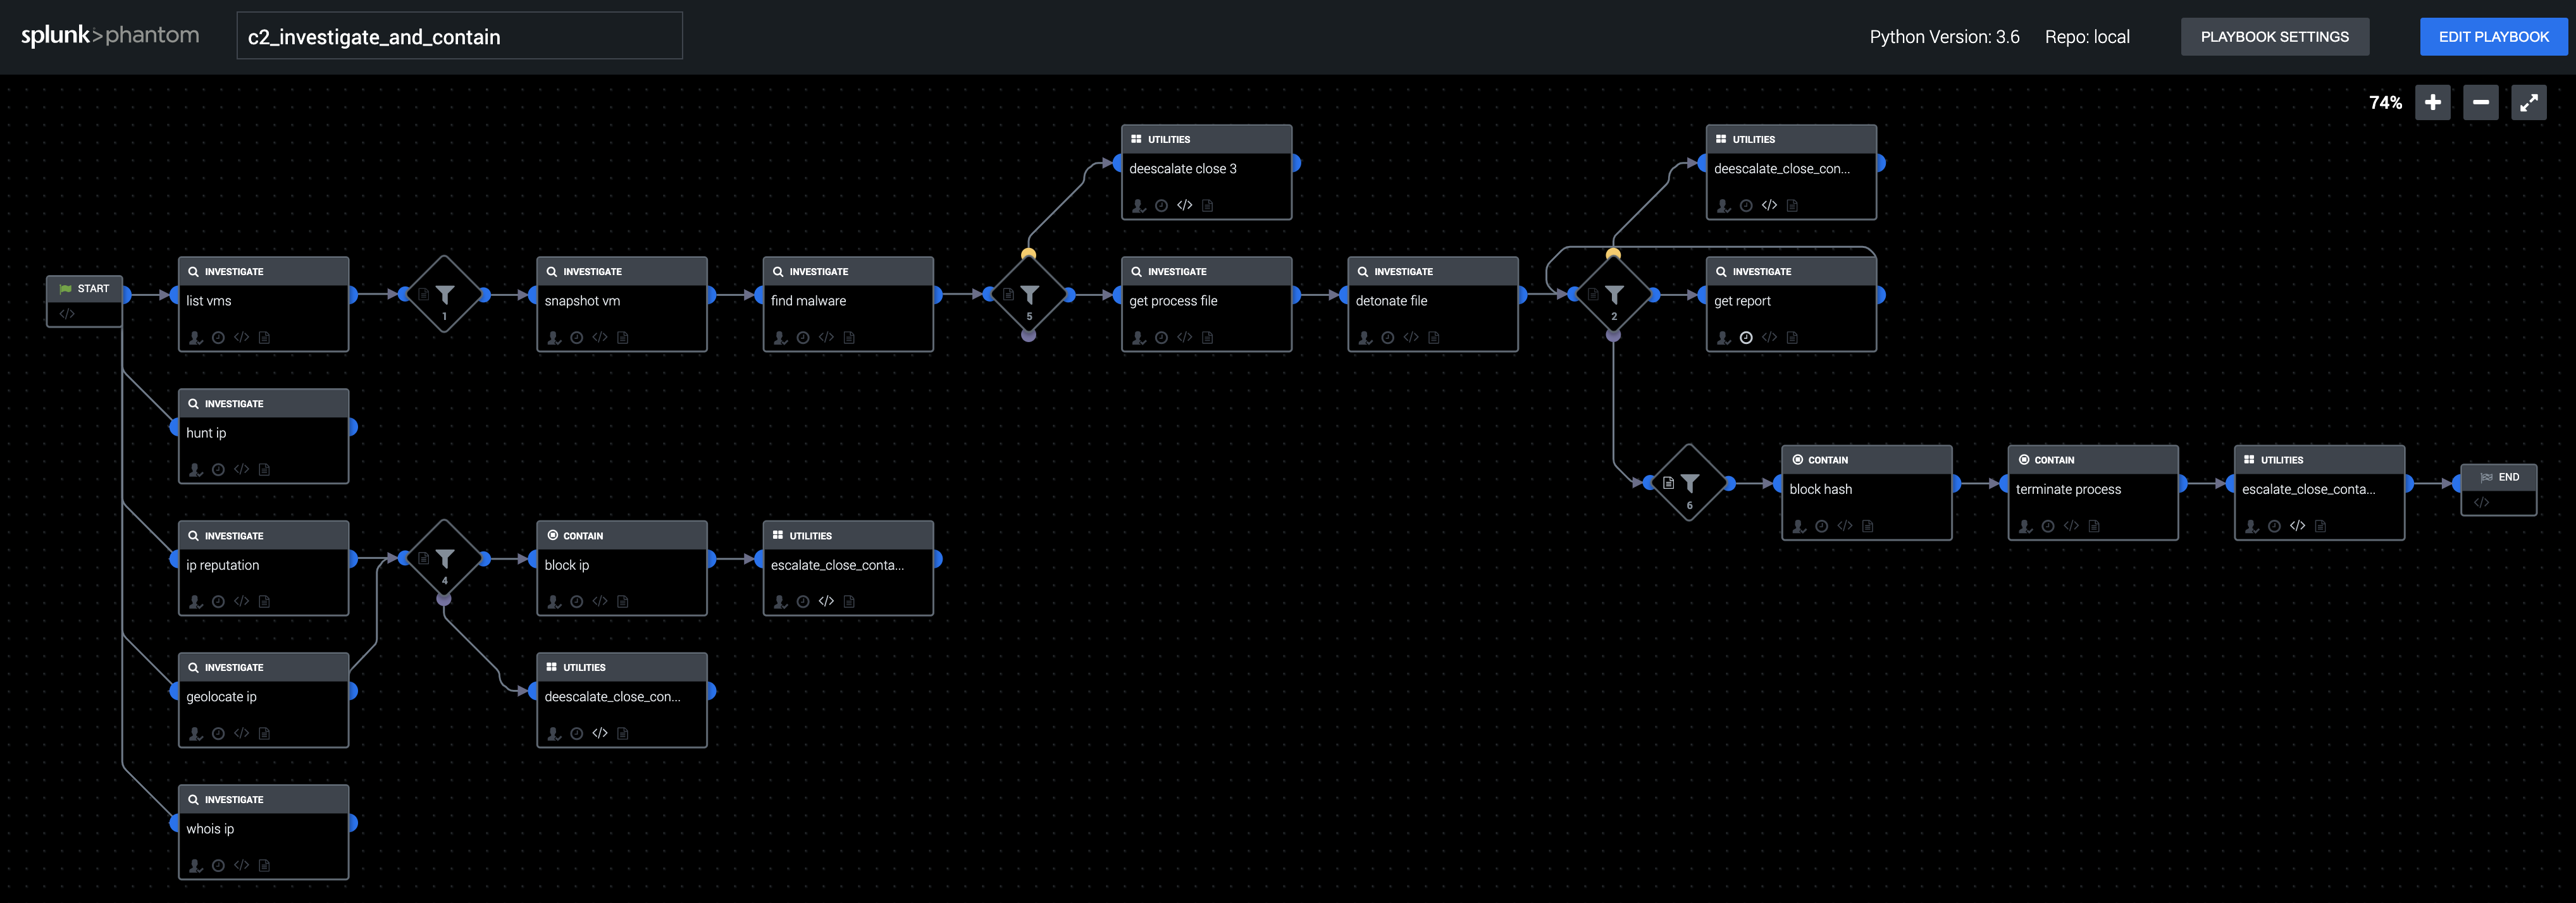 splunk>phantom
c2_investigate_and_contain
Python Version: 3.6
Repo: local
PLAYBOOK SETTINGS
EDIT PLAYBOOK
74%
UTILITIES
deescalate close 3
UTILITIES
deescalate_close_con...
START
INVESTIGATE
list vms
1
INVESTIGATE
snapshot vm
INVESTIGATE
find malware
5
INVESTIGATE
get process file
INVESTIGATE
detonate file
2
INVESTIGATE
get report
INVESTIGATE
hunt ip
6
CONTAIN
block hash
CONTAIN
terminate process
UTILITIES
escalate_close_conta...
END
INVESTIGATE
ip reputation
4
CONTAIN
block ip
UTILITIES
escalate_close_conta...
INVESTIGATE
geolocate ip
UTILITIES
deescalate_close_con...
INVESTIGATE
whois ip